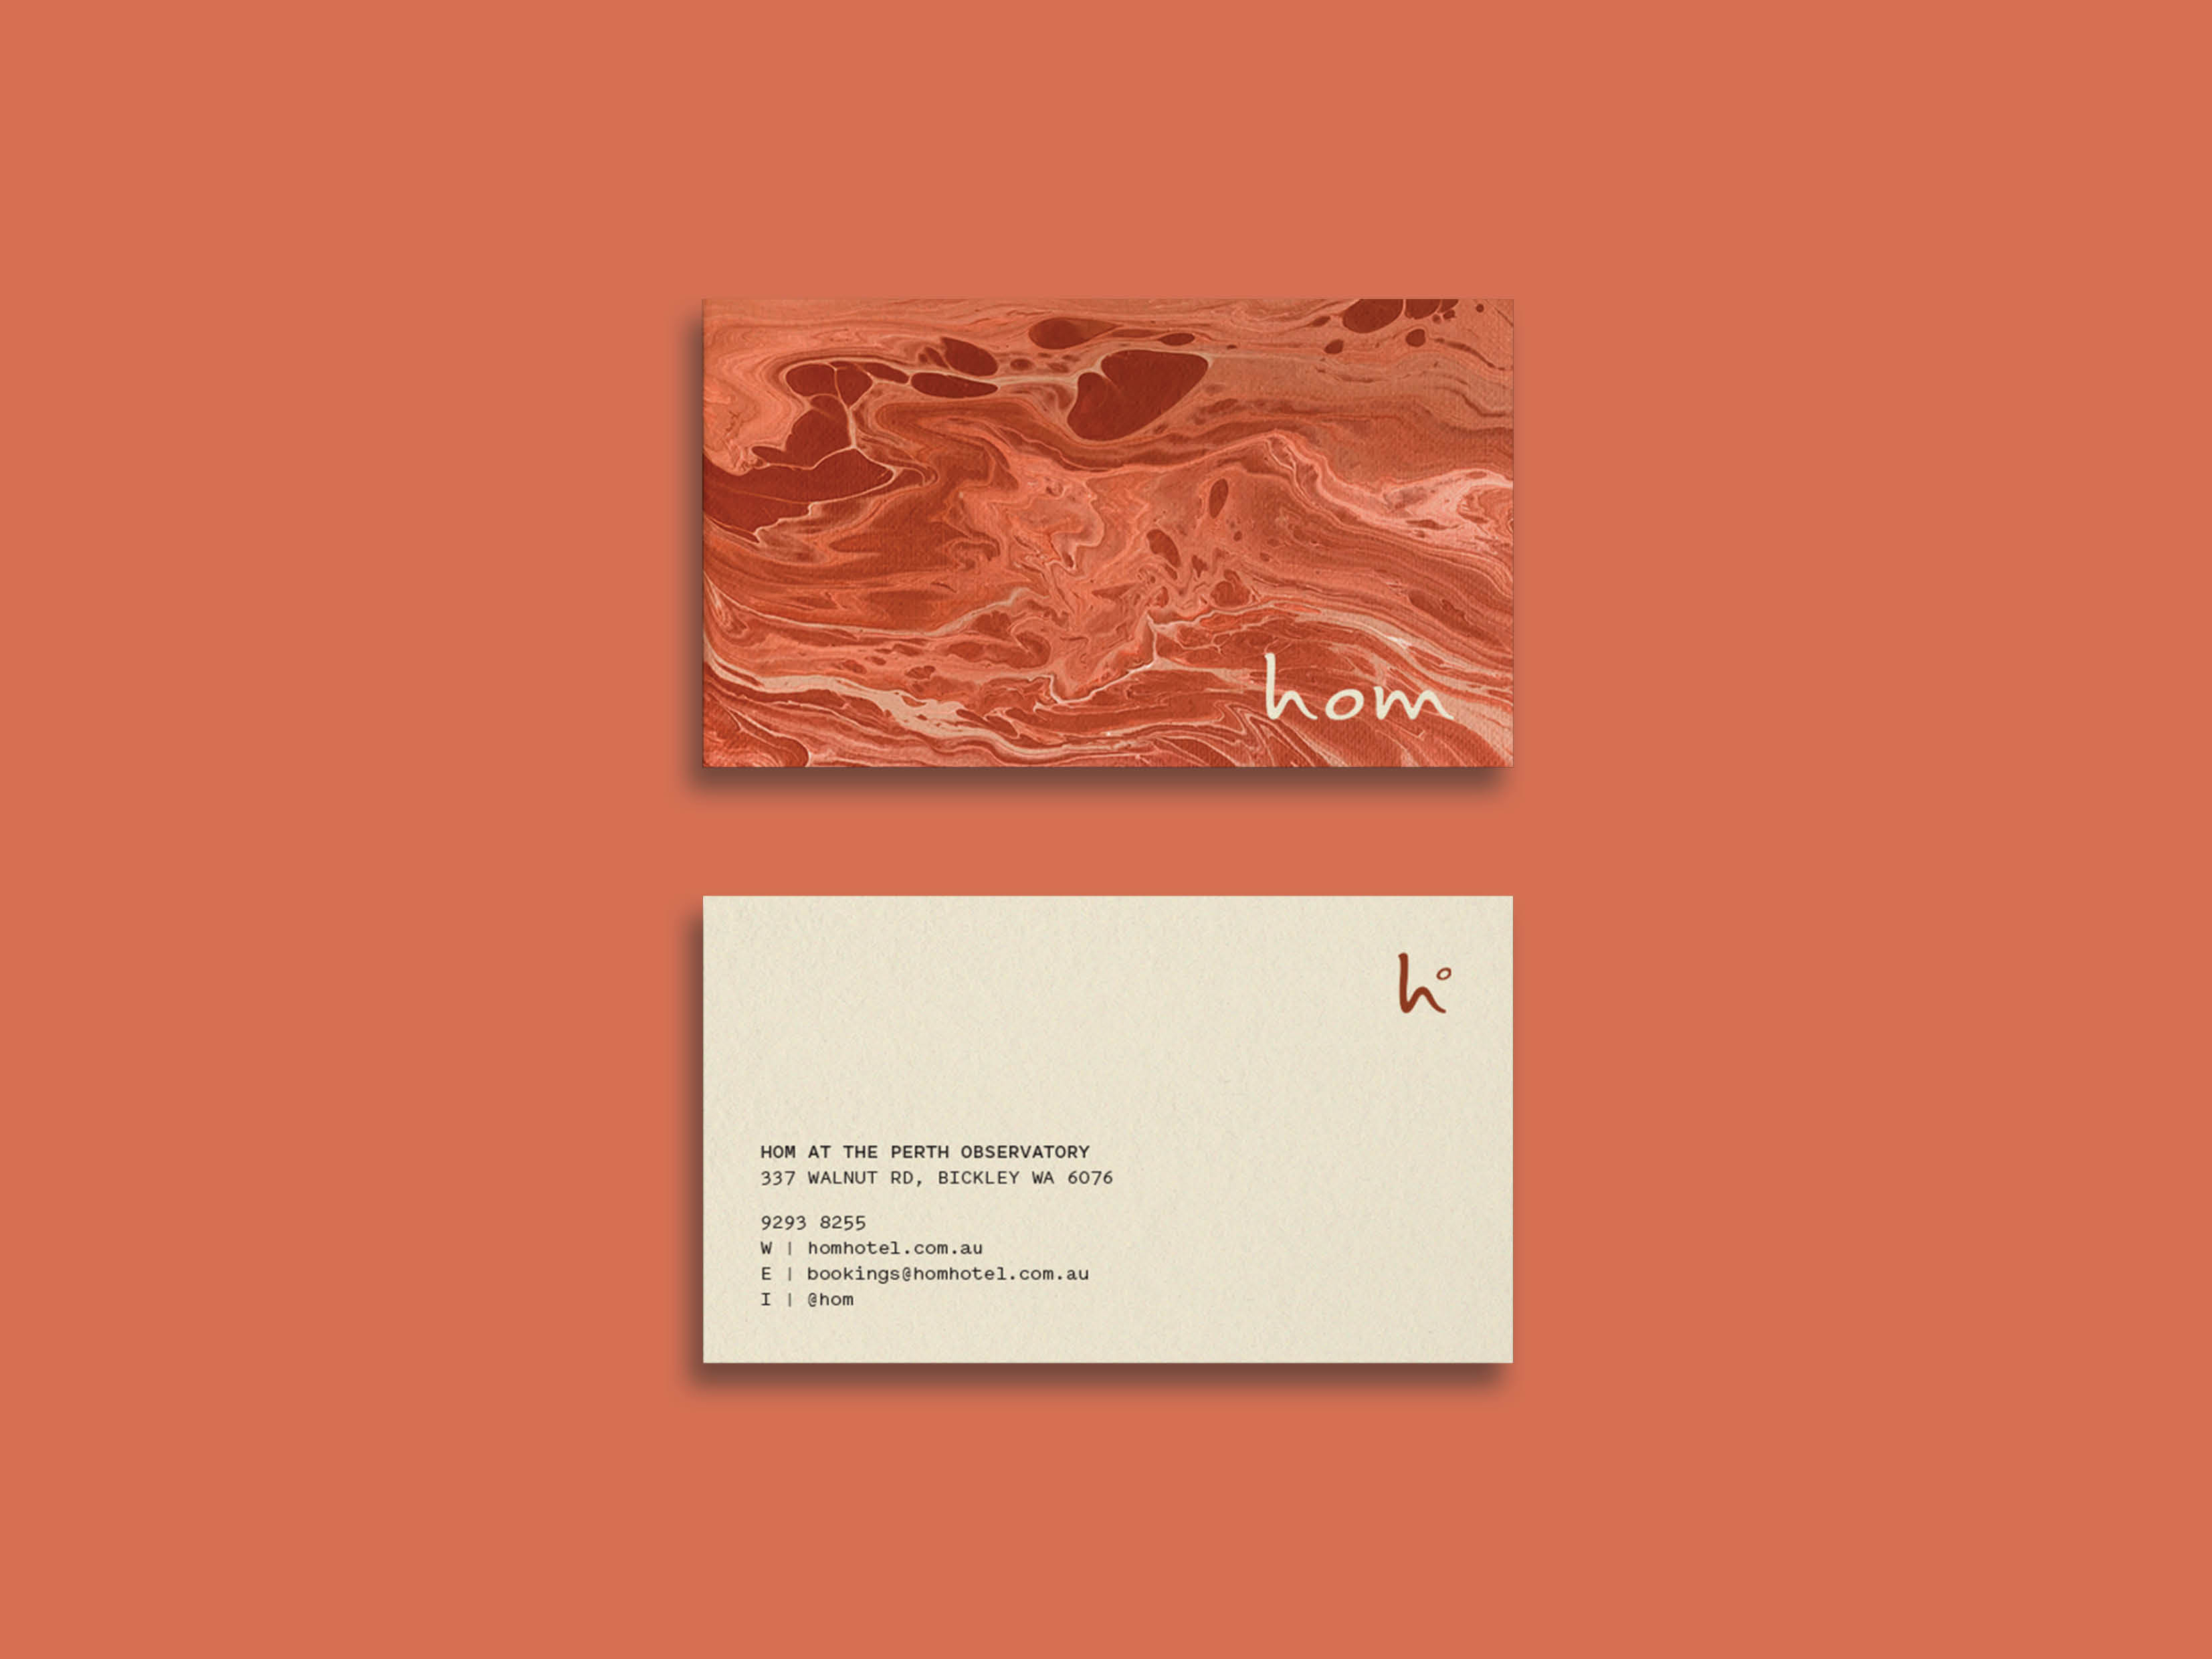 hom
h°
HOM AT THE PERTH OBSERVATORY
337 WALNUT RD, BICKLEY WA 6076
9293 8255
W | homhotel.com.au
E | bookings@homhotel.com.au
I | @hom